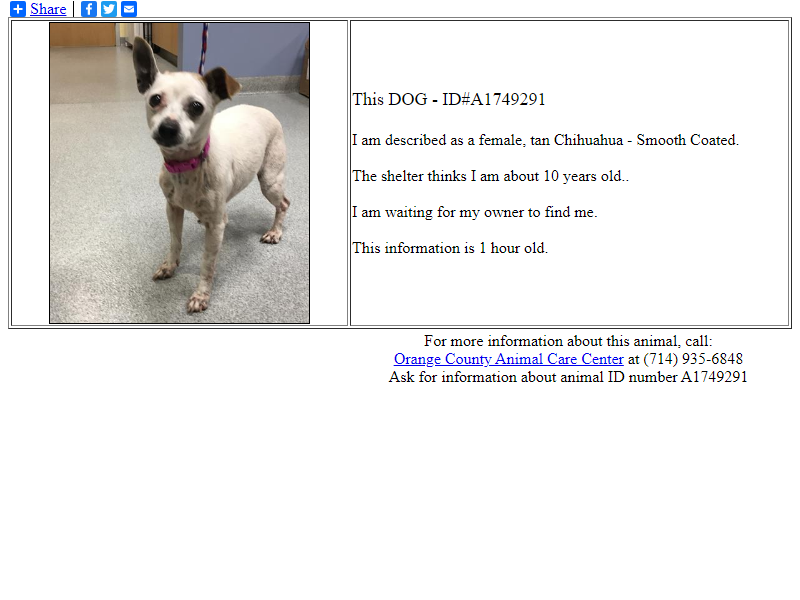 Share |
This DOG - ID#A1749291
I am described as a female, tan Chihuahua - Smooth Coated.
The shelter thinks I am about 10 years old..
I am waiting for my owner to find me.
This information is 1 hour old.
For more information about this animal, call:
Orange County Animal Care Center at (714) 935-6848
Ask for information about animal ID number A1749291